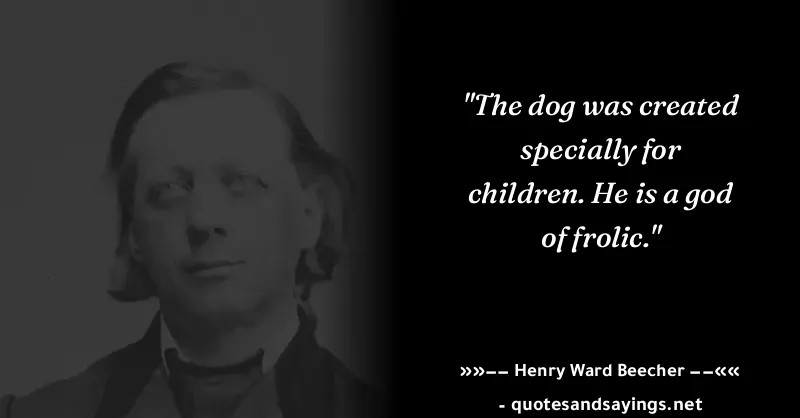 "The dog was created
specially for
children. He is a god
of frolic."
»»–– Henry Ward Beecher ––««
- quotesandsayings.net